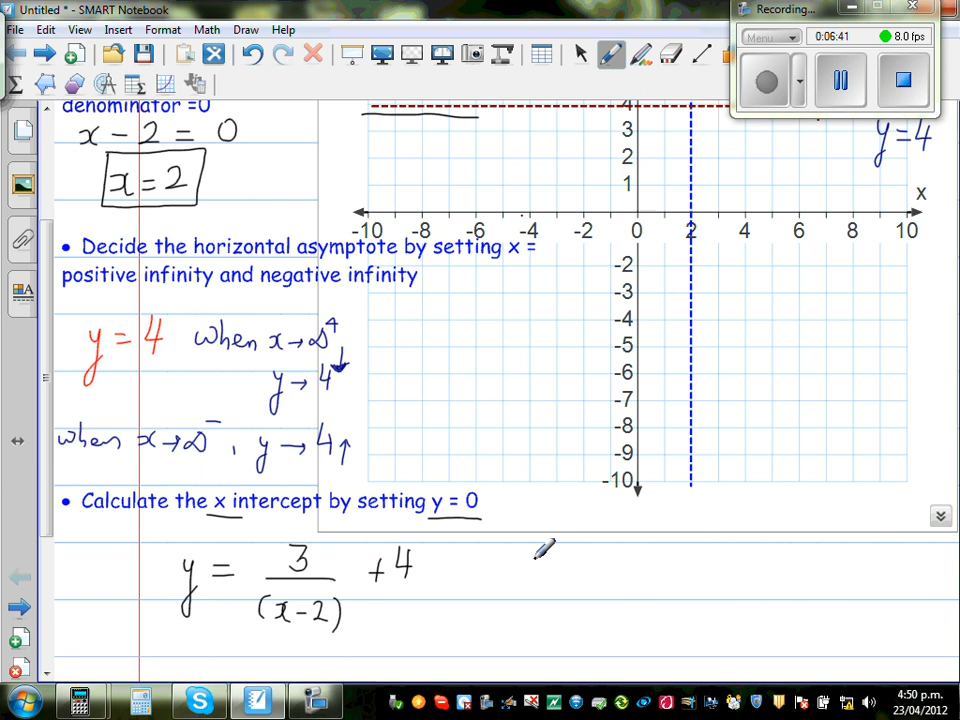 Untitled * - SMART Notebook
Recording...
File Edit View Insert Format Math Draw Help
Menu 0:06:41 8.0 fps
denominator =0
x - 2 = 0
x = 2
4
3
2
1
y = 4
x
-10 -8 -6 -4 -2 0 2 4 6 8 10
-2
-3
-4
-5
-6
-7
-8
-9
-10
• Decide the horizontal asymptote by setting x =
positive infinity and negative infinity
y = 4 when x → ∞⁺
y → 4 ↓
when x → ∞⁻, y → 4 ↑
• Calculate the x intercept by setting y = 0
y = 3 / (x-2) + 4
4:50 p.m.
23/04/2012